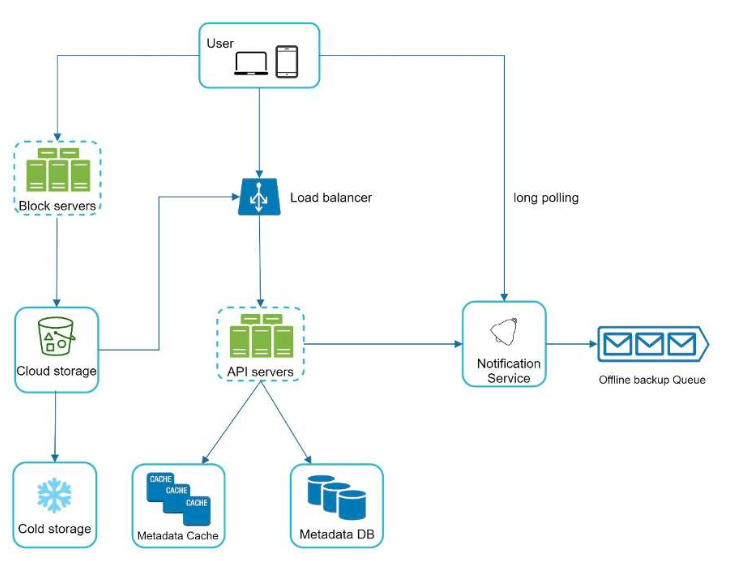 User
Block servers
Load balancer
long polling
Cloud storage
API servers
Notification
Service
Offline backup Queue
Cold storage
CACHE
CACHE
CACHE
Metadata Cache
Metadata DB